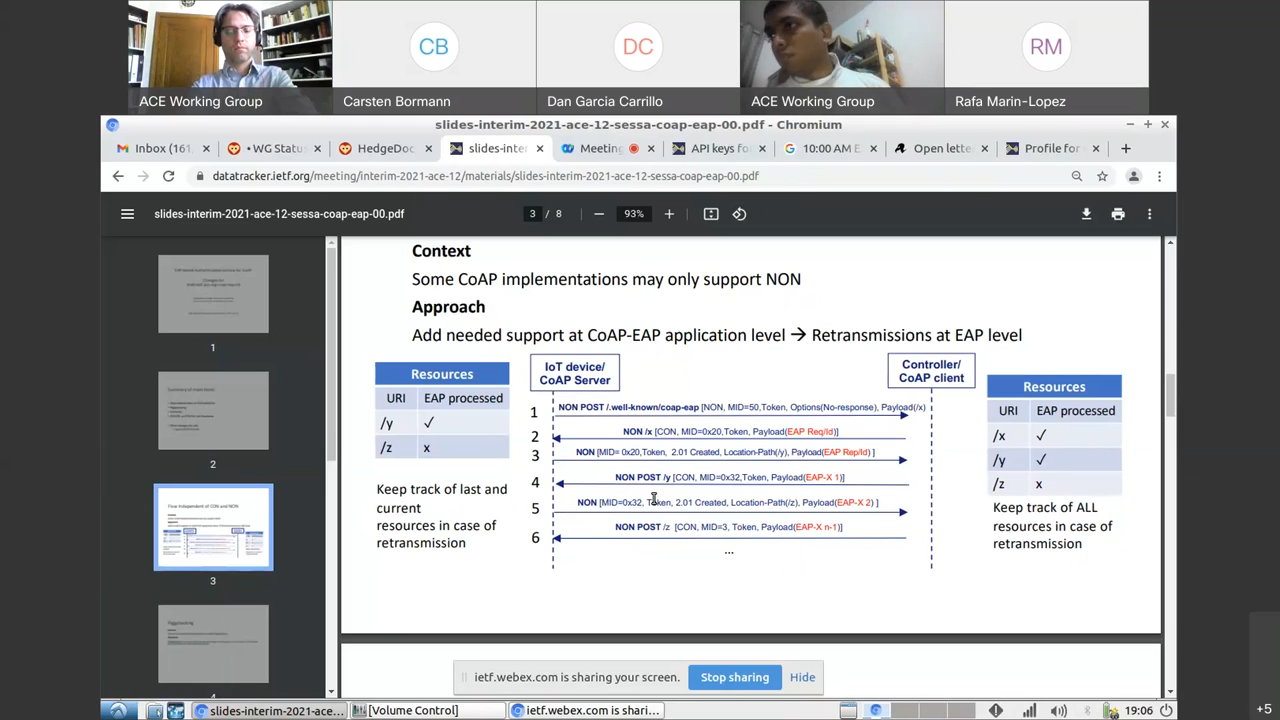 CB
DC
RM
ACE Working Group
Carsten Bormann
Dan Garcia Carrillo
ACE Working Group
Rafa Marin-Lopez
slides-interim-2021-ace-12-sessa-coap-eap-00.pdf - Chromium
Inbox (161,
• WG Statu
HedgeDoc
slides-inter
Meeting
API keys fo
10:00 AM E
Open lette
Profile for
datatracker.ietf.org/meeting/interim-2021-ace-12/materials/slides-interim-2021-ace-12-sessa-coap-eap-00.pdf
slides-interim-2021-ace-12-sessa-coap-eap-00.pdf
3 / 8
93%
1
2
3
4
Context
Some CoAP implementations may only support NON
Approach
Add needed support at CoAP-EAP application level → Retransmissions at EAP level
Resources
URI EAP processed
/y ✓
/z x
Keep track of last and
current
resources in case of
retransmission
IoT device/
CoAP Server
Controller/
CoAP client
1 NON POST /.well-known/coap-eap [NON, MID=50,Token, Options(No-response), Payload(/x)
2 NON /x [CON, MID=0x20,Token, Payload(EAP Req/Id)]
3 NON [MID= 0x20,Token, 2.01 Created, Location-Path(/y), Payload(EAP Rep/Id) ]
4 NON POST /y [CON, MID=0x32,Token, Payload(EAP-X 1)]
5 NON [MID=0x32, Token, 2.01 Created, Location-Path(/z), Payload(EAP-X 2) ]
6 NON POST /z [CON, MID=3, Token, Payload(EAP-X n-1)]
...
Resources
URI EAP processed
/x ✓
/y ✓
/z x
Keep track of ALL
resources in case of
retransmission
ietf.webex.com is sharing your screen.
Stop sharing
Hide
slides-interim-2021-ace...
[Volume Control]
ietf.webex.com is shari...
19:06
+5